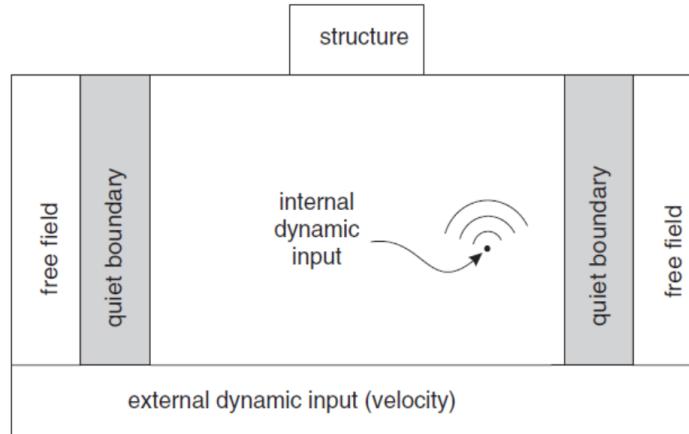 structure
free field
quiet boundary
internal
dynamic
input
quiet boundary
free field
external dynamic input (velocity)